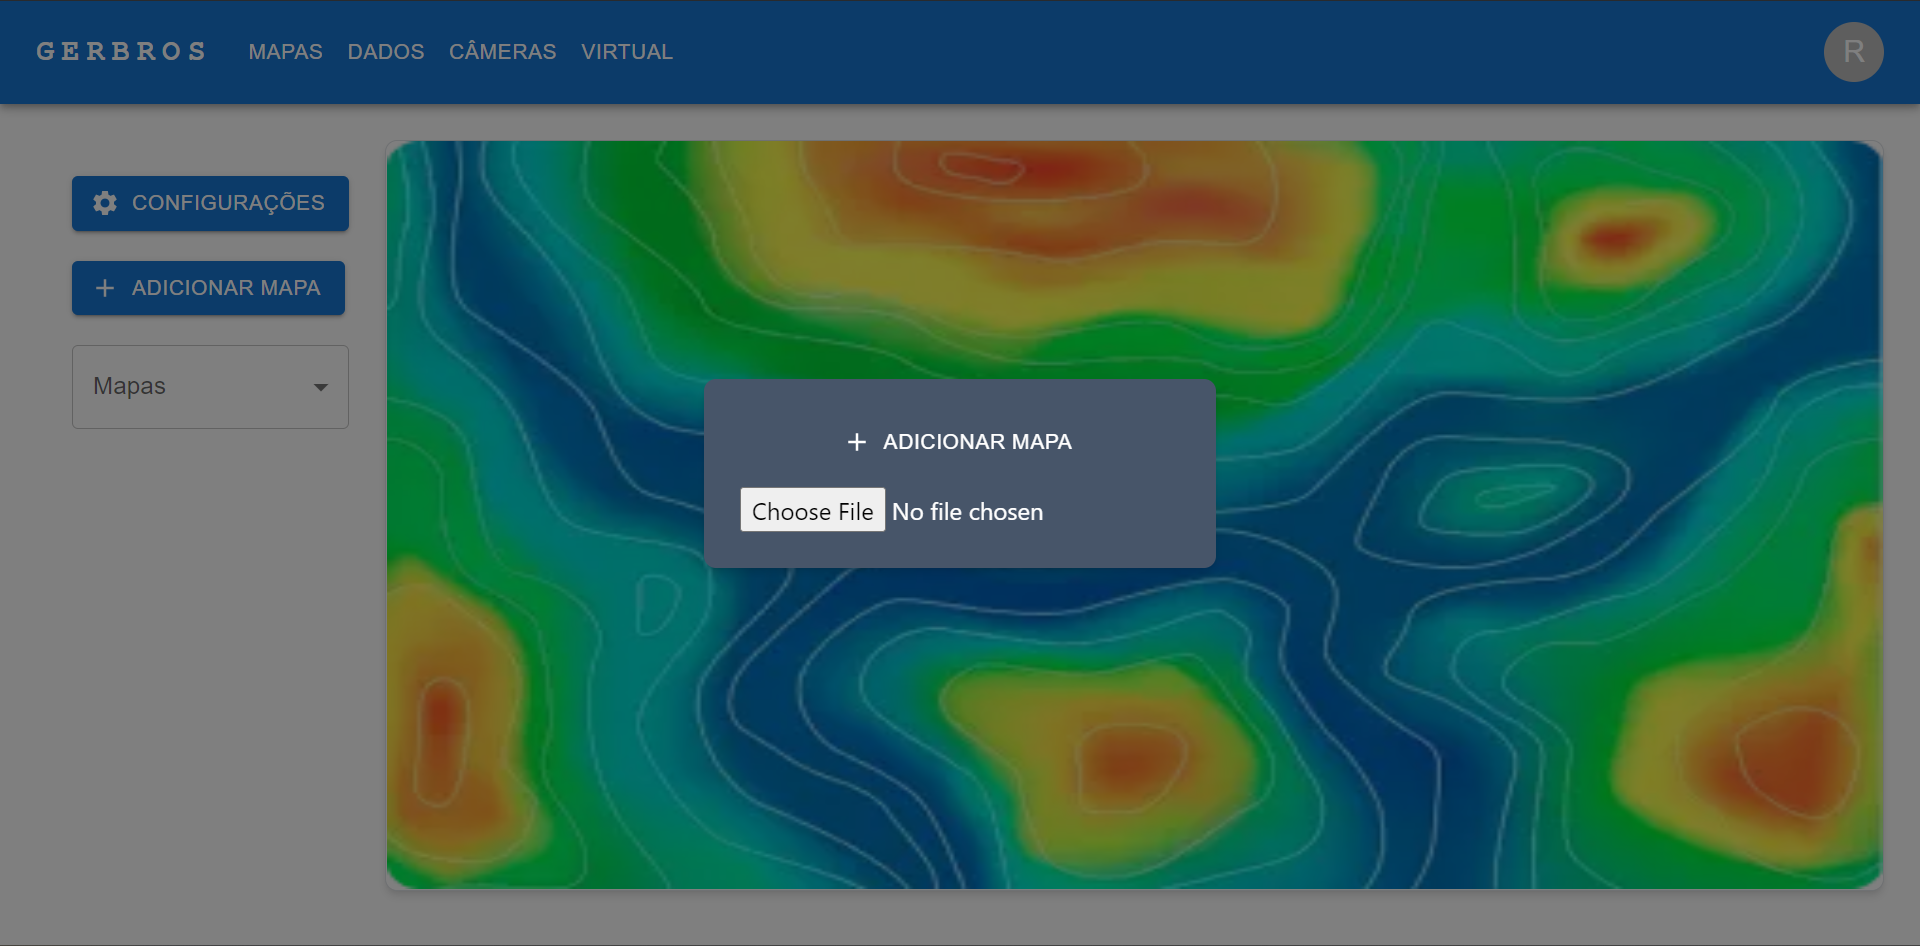 GERBROS MAPAS DADOS CÂMERAS VIRTUAL R
CONFIGURAÇÕES
ADICIONAR MAPA
Mapas
ADICIONAR MAPA
Choose File No file chosen